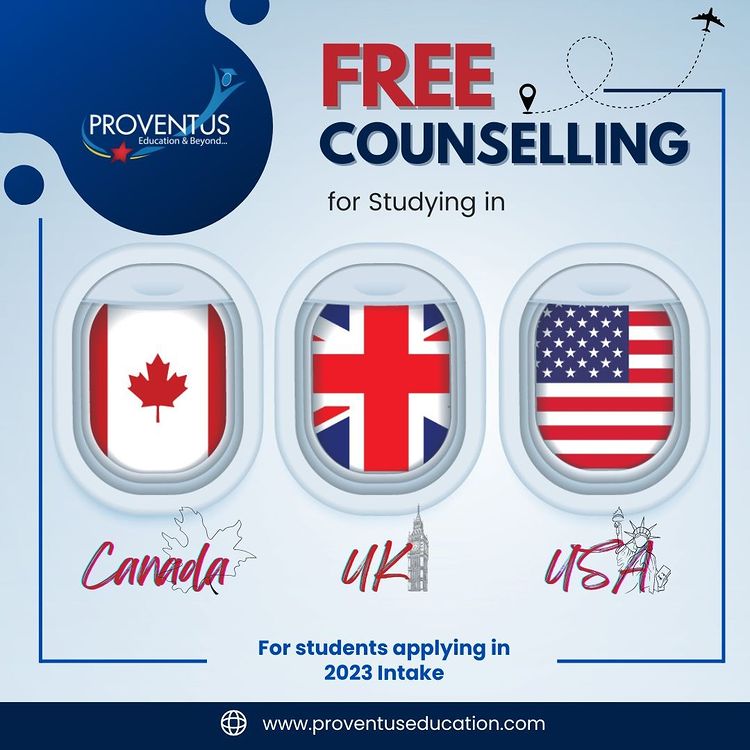 PROVENTUS
Education & Beyond...
FREE
COUNSELLING
for Studying in
Canada
UK
USA
For students applying in
2023 Intake
www.proventuseducation.com